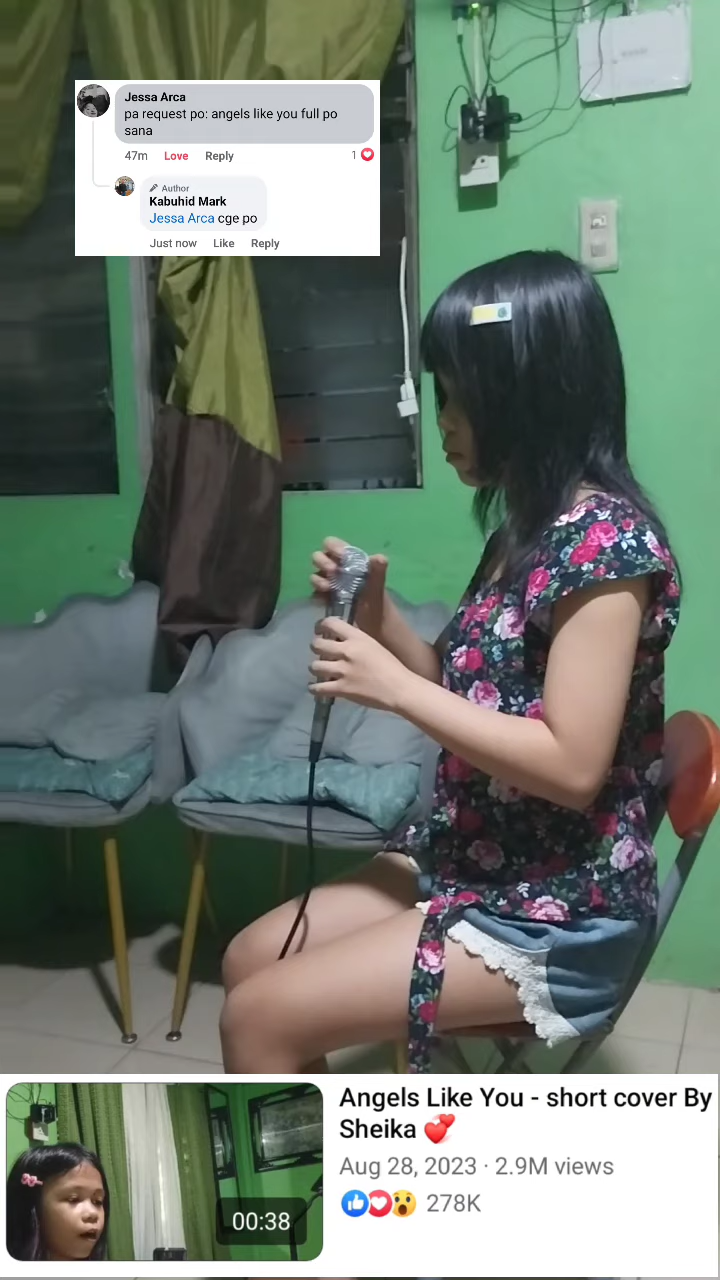 Jessa Arca
pa request po: angels like you full po
sana
47m Love Reply 1
Author
Kabuhid Mark
Jessa Arca cge po
Just now Like Reply
Angels Like You - short cover By
Sheika 💕
Aug 28, 2023 · 2.9M views
278K
00:38